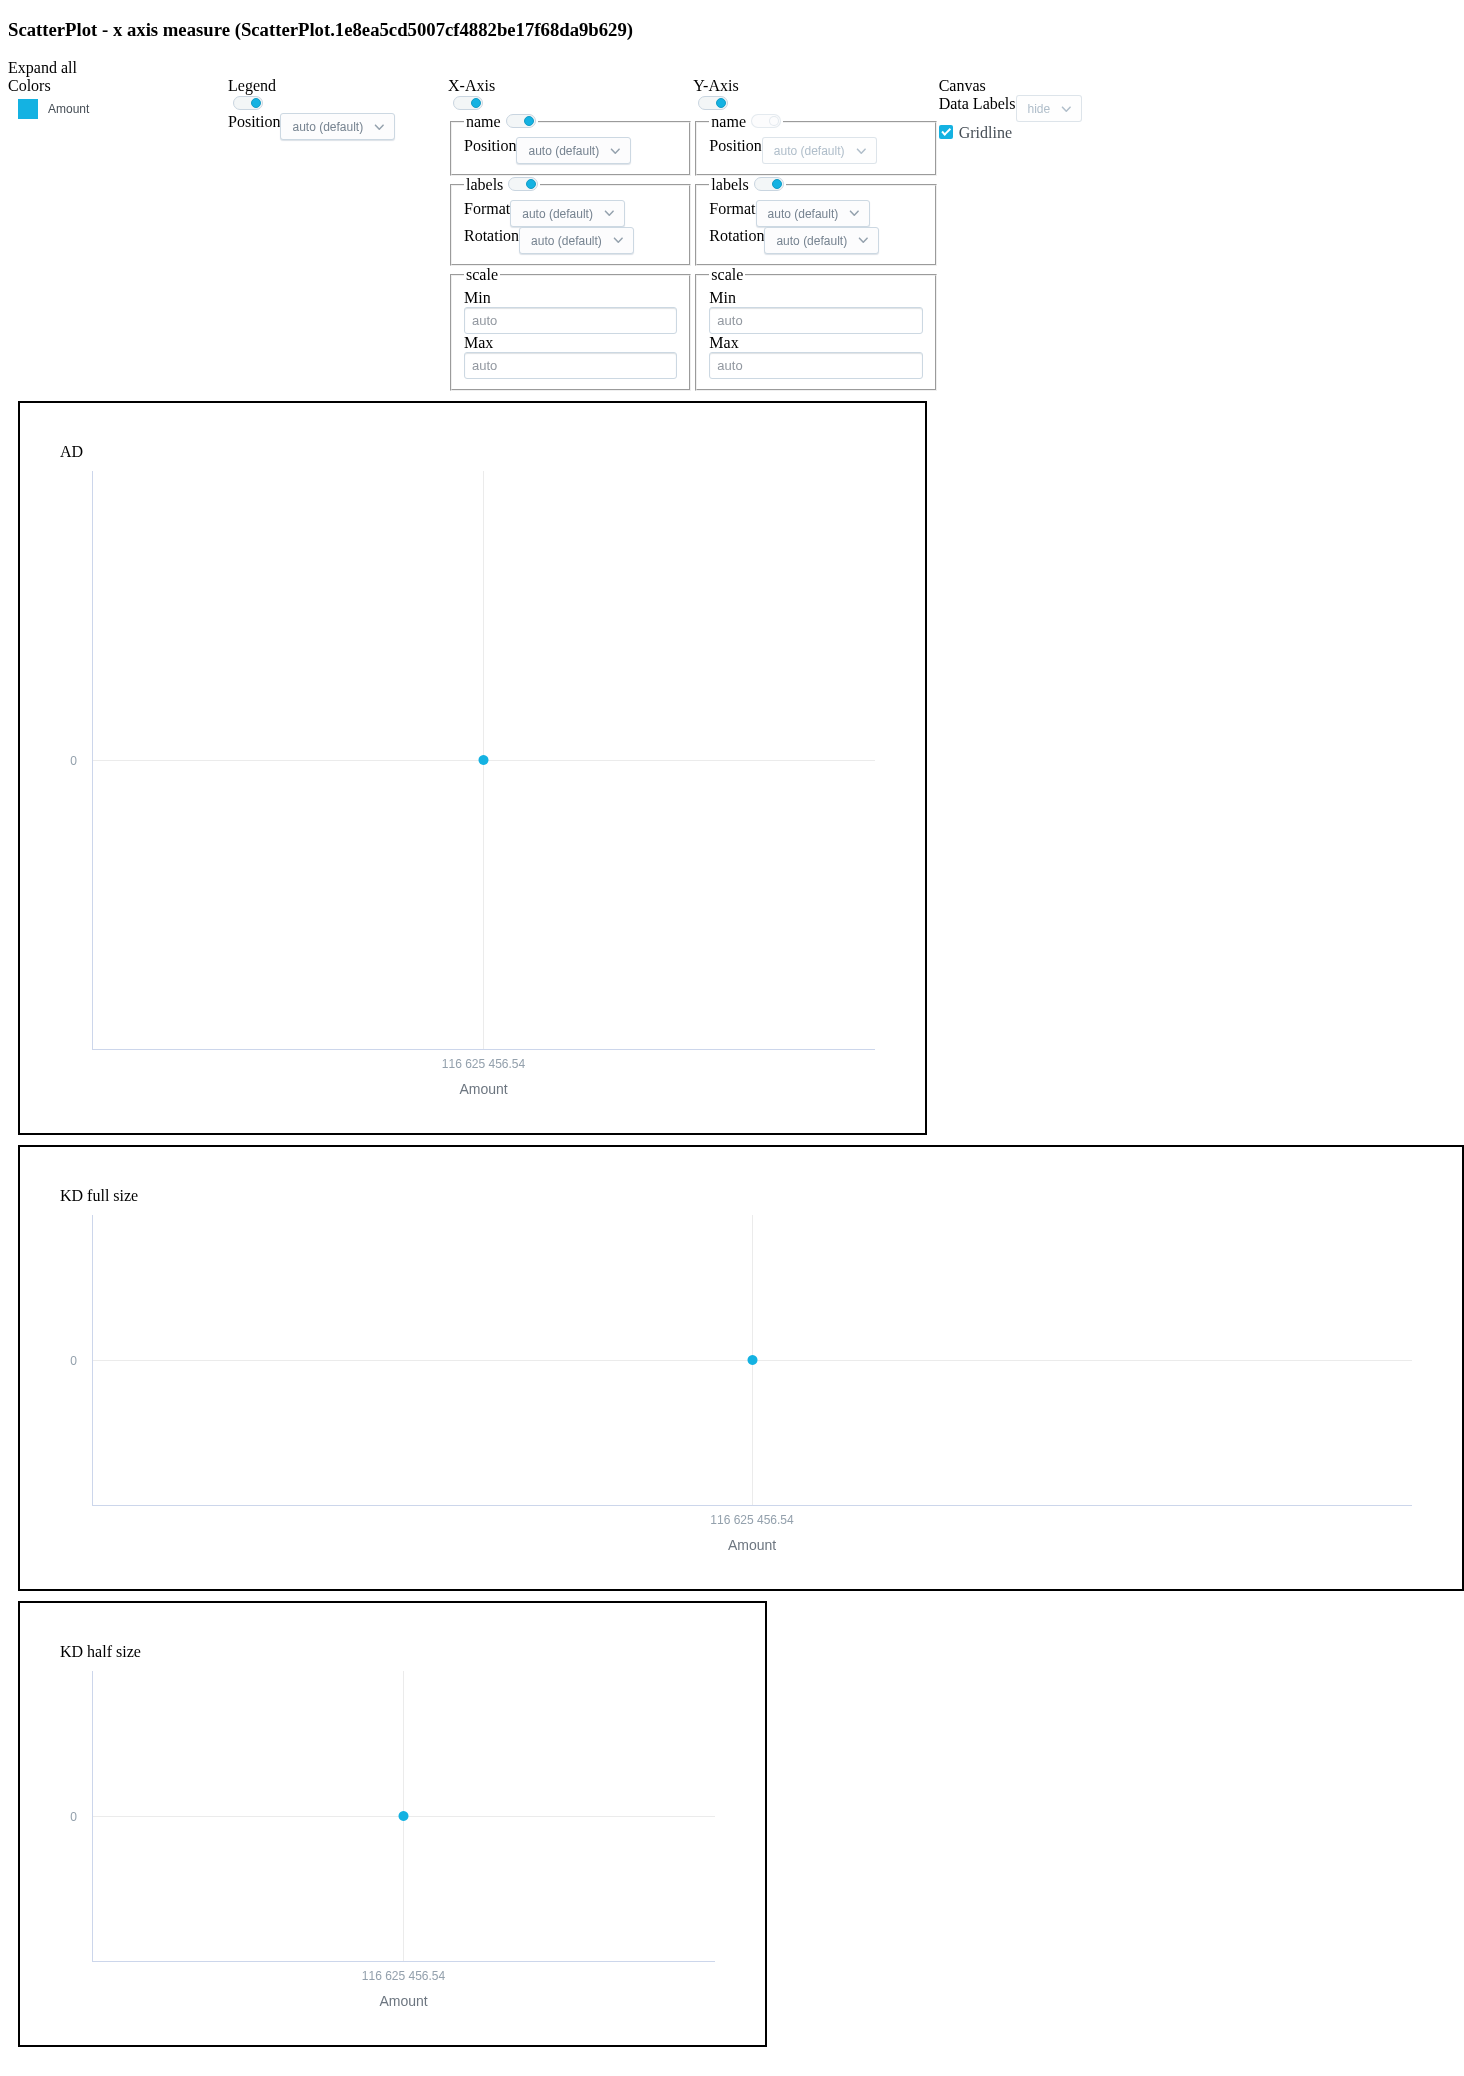 ScatterPlot - x axis measure (ScatterPlot.1e8ea5cd5007cf4882be17f68da9b629)
Expand all
Colors
Amount
Legend
Position auto (default)
X-Axis
name
Position auto (default)
labels
Format auto (default)
Rotation auto (default)
scale
Min
auto
Max
auto
Y-Axis
name
Position auto (default)
labels
Format auto (default)
Rotation auto (default)
scale
Min
auto
Max
auto
Canvas
Data Labels hide
Gridline
AD
0
116 625 456.54
Amount
KD full size
0
116 625 456.54
Amount
KD half size
0
116 625 456.54
Amount